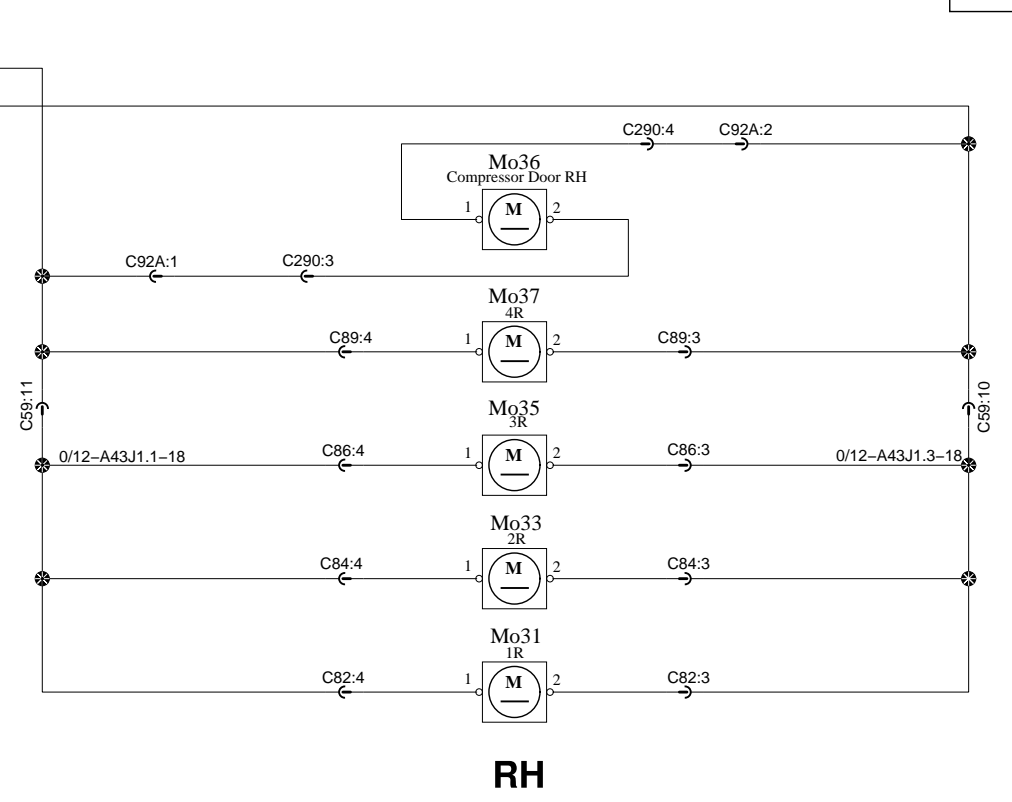 C290:4 C92A:2
Mo36
Compressor Door RH
1 M 2
C92A:1 C290:3
Mo37
4R
C89:4 1 M 2 C89:3
C59:11 C59:10
Mo35
3R
0/12–A43J1.1–18 C86:4 1 M 2 C86:3 0/12–A43J1.3–18
Mo33
2R
C84:4 1 M 2 C84:3
Mo31
1R
C82:4 1 M 2 C82:3
RH